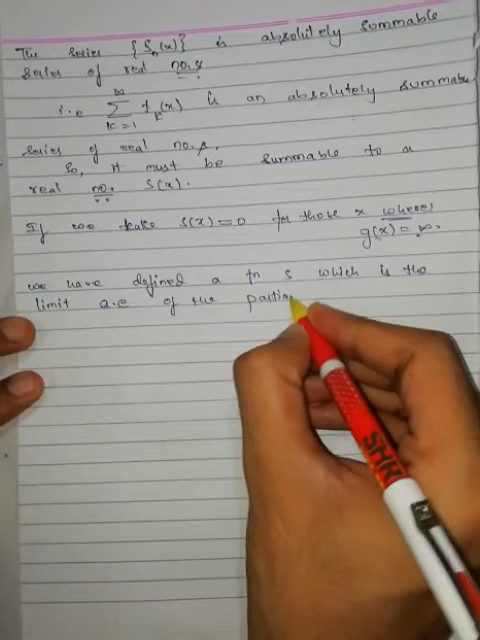 The series {Sₙ(x)} is absolutely summable
series of real no.s
i.e ∞∑k=1 fₖ(x) is an absolutely summable
series of real no.s.
So, it must be summable to a
real no. s(x).
If we take s(x) = 0 for those x where
g(x) = ∞.
we have defined a fn s which is the
limit a.e of the partia
SHK